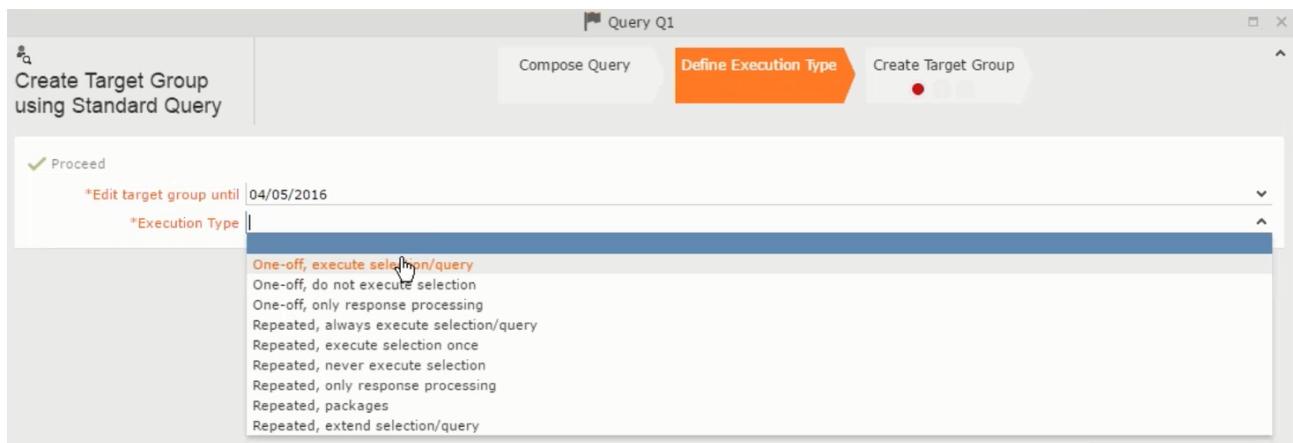 Query Q1
Create Target Group
using Standard Query
Compose Query
Define Execution Type
Create Target Group
Proceed
*Edit target group until 04/05/2016
*Execution Type
One-off, execute selection/query
One-off, do not execute selection
One-off, only response processing
Repeated, always execute selection/query
Repeated, execute selection once
Repeated, never execute selection
Repeated, only response processing
Repeated, packages
Repeated, extend selection/query